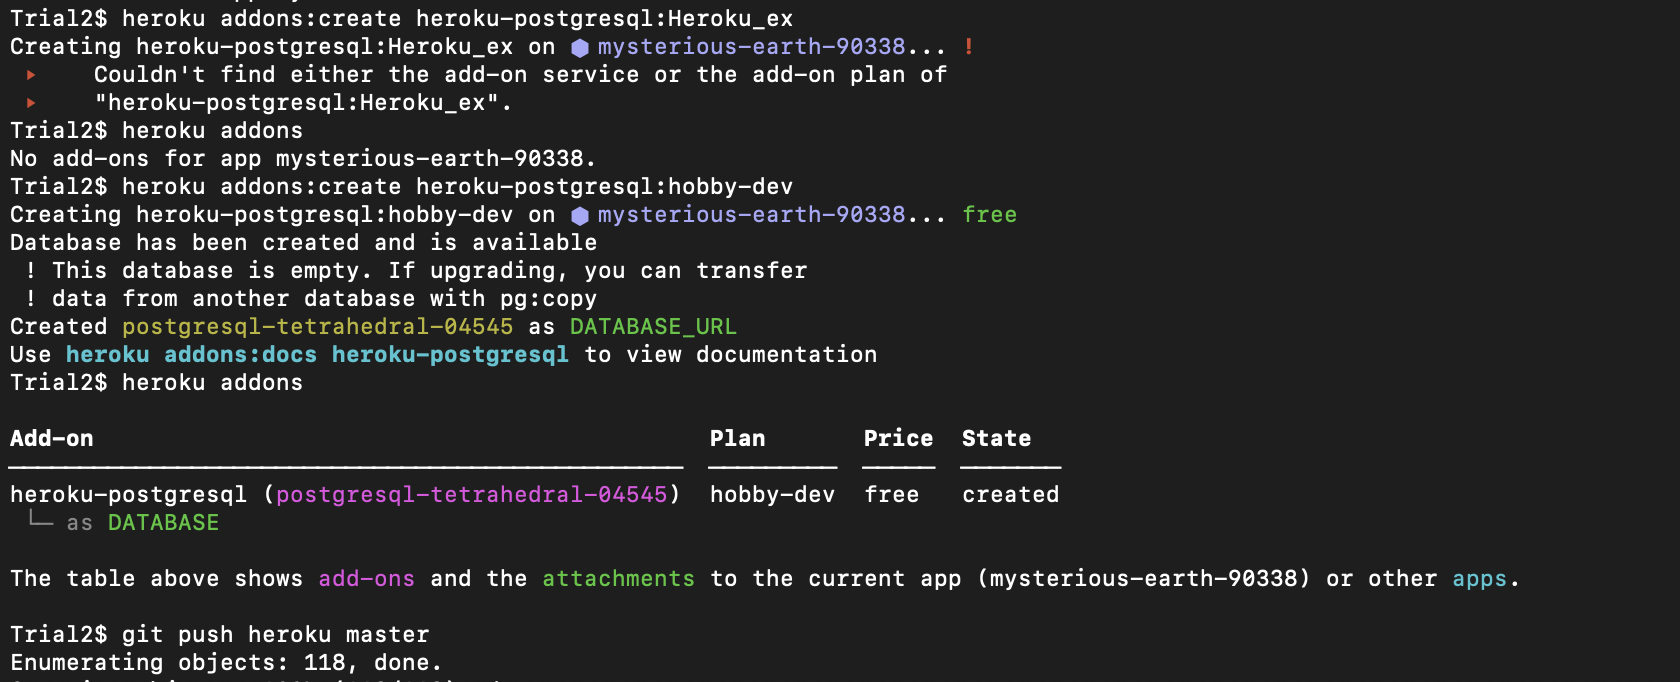 Trial2$ heroku addons:create heroku-postgresql:Heroku_ex
Creating heroku-postgresql:Heroku_ex on ⬢ mysterious-earth-90338... !
▸    Couldn't find either the add-on service or the add-on plan of
▸    "heroku-postgresql:Heroku_ex".
Trial2$ heroku addons
No add-ons for app mysterious-earth-90338.
Trial2$ heroku addons:create heroku-postgresql:hobby-dev
Creating heroku-postgresql:hobby-dev on ⬢ mysterious-earth-90338... free
Database has been created and is available
! This database is empty. If upgrading, you can transfer
! data from another database with pg:copy
Created postgresql-tetrahedral-04545 as DATABASE_URL
Use heroku addons:docs heroku-postgresql to view documentation
Trial2$ heroku addons
Add-on Plan Price State
heroku-postgresql (postgresql-tetrahedral-04545) hobby-dev free created
└─ as DATABASE
The table above shows add-ons and the attachments to the current app (mysterious-earth-90338) or other apps.
Trial2$ git push heroku master
Enumerating objects: 118, done.